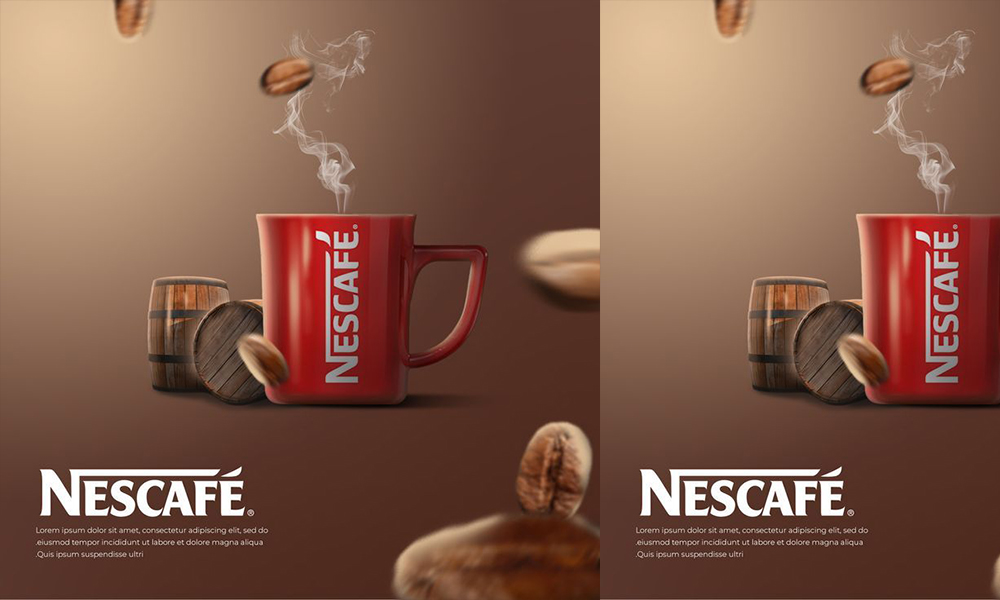 NESCAFÉ®
NESCAFÉ®
Lorem ipsum dolor sit amet, consectetur adipiscing elit, sed do
.eiusmod tempor incididunt ut labore et dolore magna aliqua
.Quis ipsum suspendisse ultri
NESCAFÉ®
NESCAFÉ®
Lorem ipsum dolor sit amet, consectetur adipiscing elit, sed do
.eiusmod tempor incididunt ut labore et dolore magna aliqua
.Quis ipsum suspendisse ultri